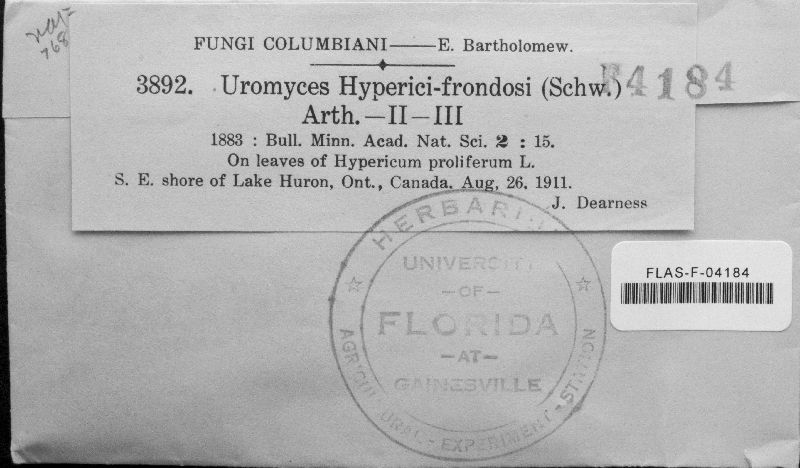 768
FUNGI COLUMBIANI——E. Bartholomew.
3892. Uromyces Hyperici-frondosi (Schw.)
F4184
Arth.—II—III
1883 : Bull. Minn. Acad. Nat. Sci. 2 : 15.
On leaves of Hypericum proliferum L.
S. E. shore of Lake Huron, Ont., Canada. Aug, 26, 1911.
J. Dearness
HERBARIUM
UNIVERSITY
—OF—
FLORIDA
—AT—
GAINESVILLE
AGRICULTURAL - EXPERIMENT - STATION
FLAS-F-04184